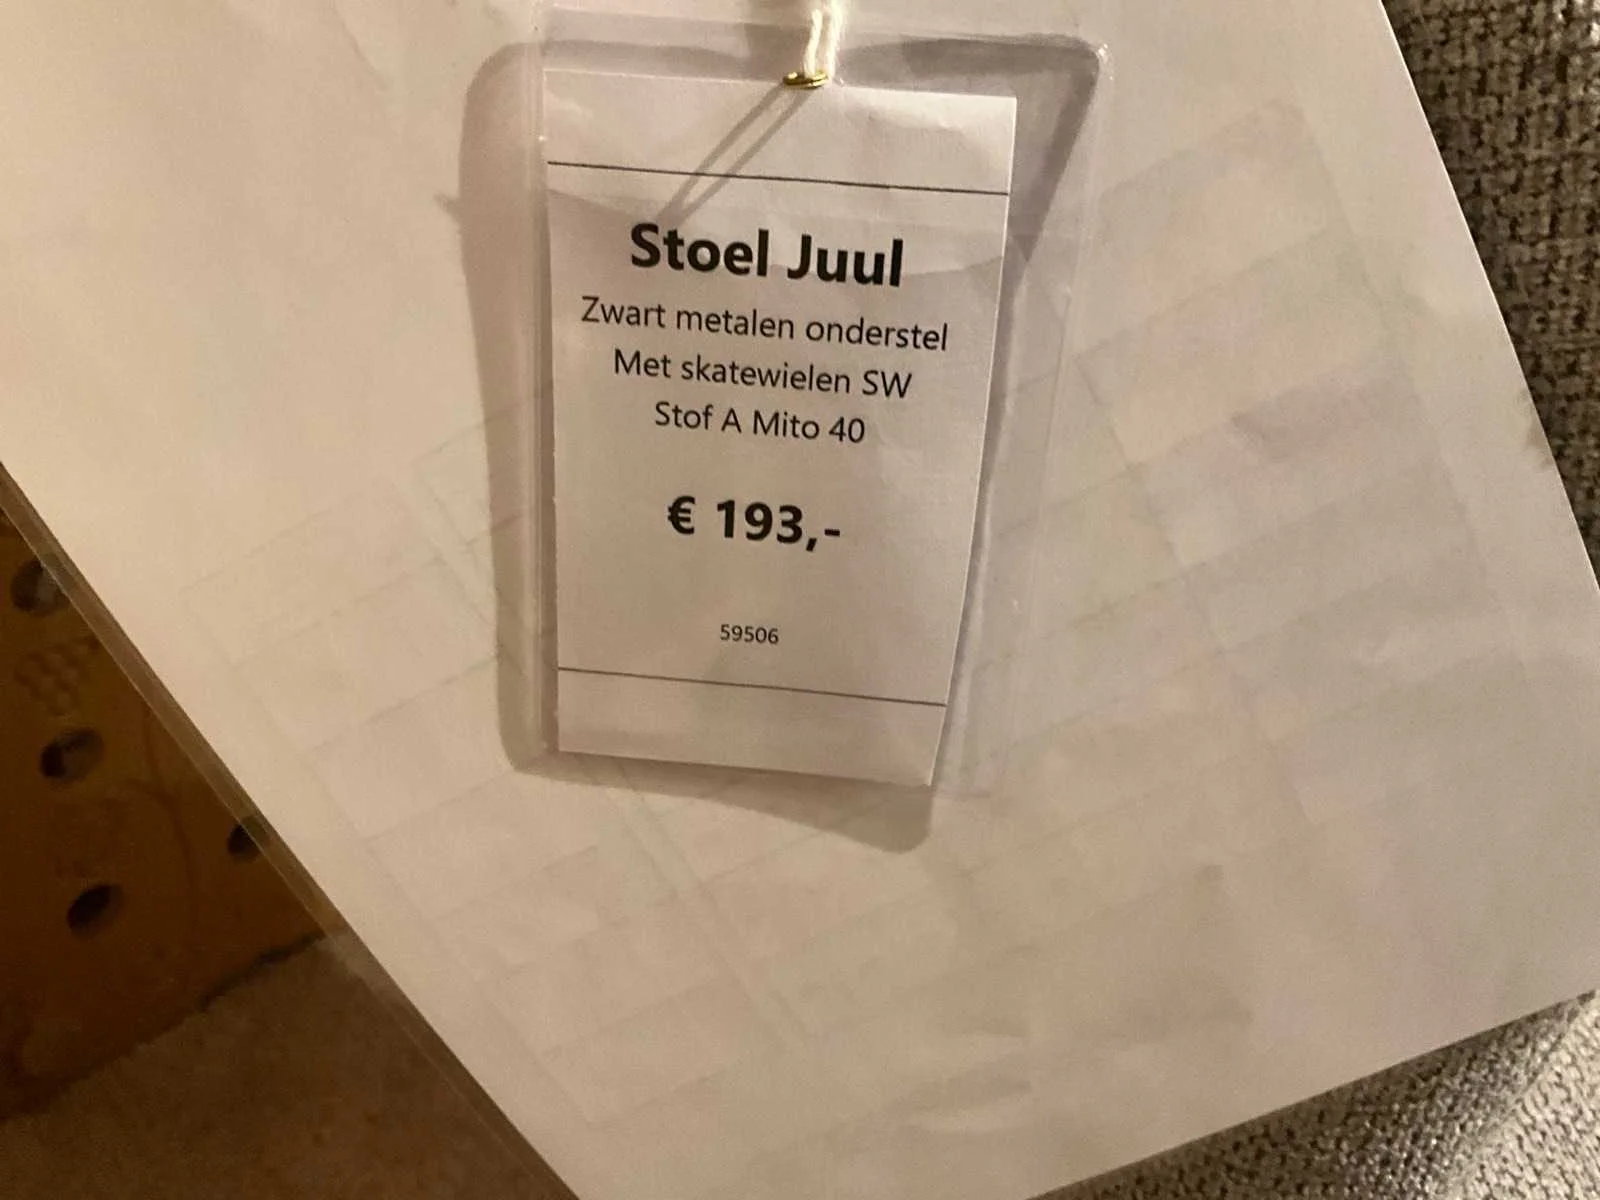 Stoel Juul
Zwart metalen onderstel
Met skatewielen SW
Stof A Mito 40
€ 193,-
59506